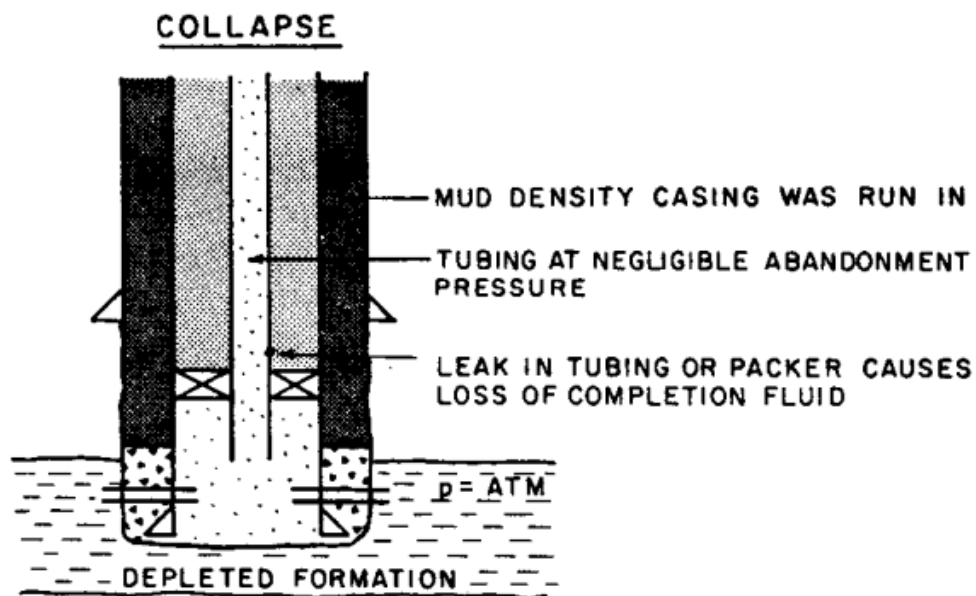 COLLAPSE
MUD DENSITY CASING WAS RUN IN
TUBING AT NEGLIGIBLE ABANDONMENT
PRESSURE
LEAK IN TUBING OR PACKER CAUSES
LOSS OF COMPLETION FLUID
p = ATM
DEPLETED FORMATION